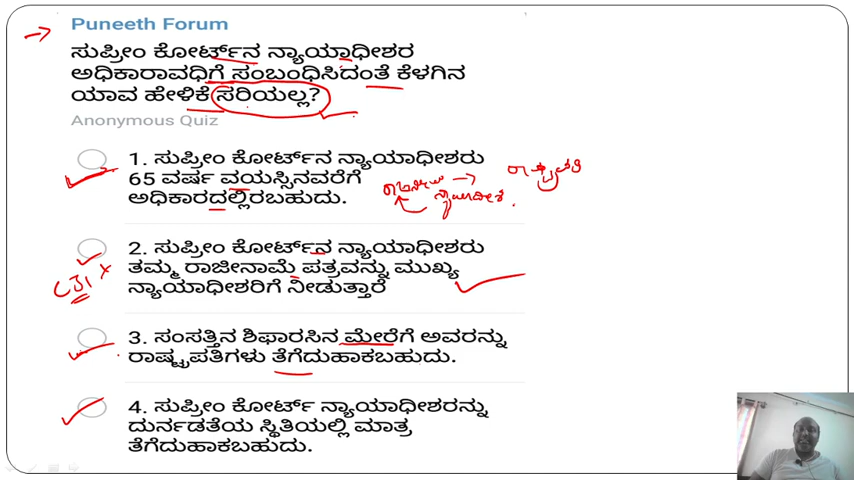 Puneeth Forum
ಸುಪ್ರೀಂ ಕೋರ್ಟ್‌ನ ನ್ಯಾಯಾಧೀಶರ
ಅಧಿಕಾರಾವಧಿಗೆ ಸಂಬಂಧಿಸಿದಂತೆ ಕೆಳಗಿನ
ಯಾವ ಹೇಳಿಕೆ ಸರಿಯಲ್ಲ?
Anonymous Quiz
1. ಸುಪ್ರೀಂ ಕೋರ್ಟ್‌ನ ನ್ಯಾಯಾಧೀಶರು
65 ವರ್ಷ ವಯಸ್ಸಿನವರೆಗೆ
ಅಧಿಕಾರದಲ್ಲಿರಬಹುದು.
2. ಸುಪ್ರೀಂ ಕೋರ್ಟ್‌ನ ನ್ಯಾಯಾಧೀಶರು
ತಮ್ಮ ರಾಜೀನಾಮೆ ಪತ್ರವನ್ನು ಮುಖ್ಯ
ನ್ಯಾಯಾಧೀಶರಿಗೆ ನೀಡುತ್ತಾರೆ
CJI
3. ಸಂಸತ್ತಿನ ಶಿಫಾರಸಿನ ಮೇರೆಗೆ ಅವರನ್ನು
ರಾಷ್ಟ್ರಪತಿಗಳು ತೆಗೆದುಹಾಕಬಹುದು.
4. ಸುಪ್ರೀಂ ಕೋರ್ಟ್ ನ್ಯಾಯಾಧೀಶರನ್ನು
ದುರ್ನಡತೆಯ ಸ್ಥಿತಿಯಲ್ಲಿ ಮಾತ್ರ
ತೆಗೆದುಹಾಕಬಹುದು.